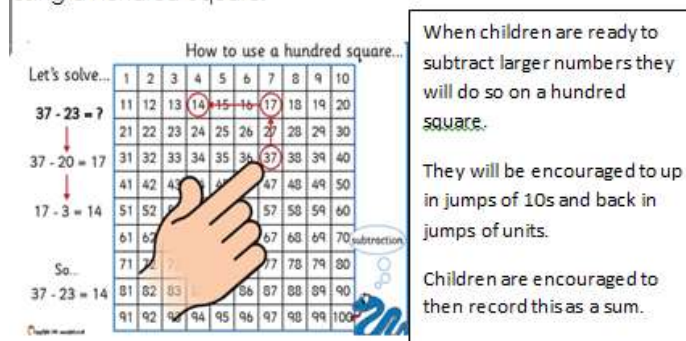 How to use a hundred square...
Let's solve...
37 - 23 = ?
37 - 20 = 17
17 - 3 = 14
So...
37 - 23 = 14
1 2 3 4 5 6 7 8 9 10
11 12 13 14 15 16 17 18 19 20
21 22 23 24 25 26 27 28 29 30
31 32 33 34 35 36 37 38 39 40
41 42 47 48 49 50
51 52 57 58 59 60
61 62 67 68 69 70
71 77 78 79 80
81 82 83 86 87 88 89 90
91 92 94 95 96 97 98 99 100
subtraction
When children are ready to
subtract larger numbers they
will do so on a hundred
square.
They will be encouraged to up
in jumps of 10s and back in
jumps of units.
Children are encouraged to
then record this as a sum.